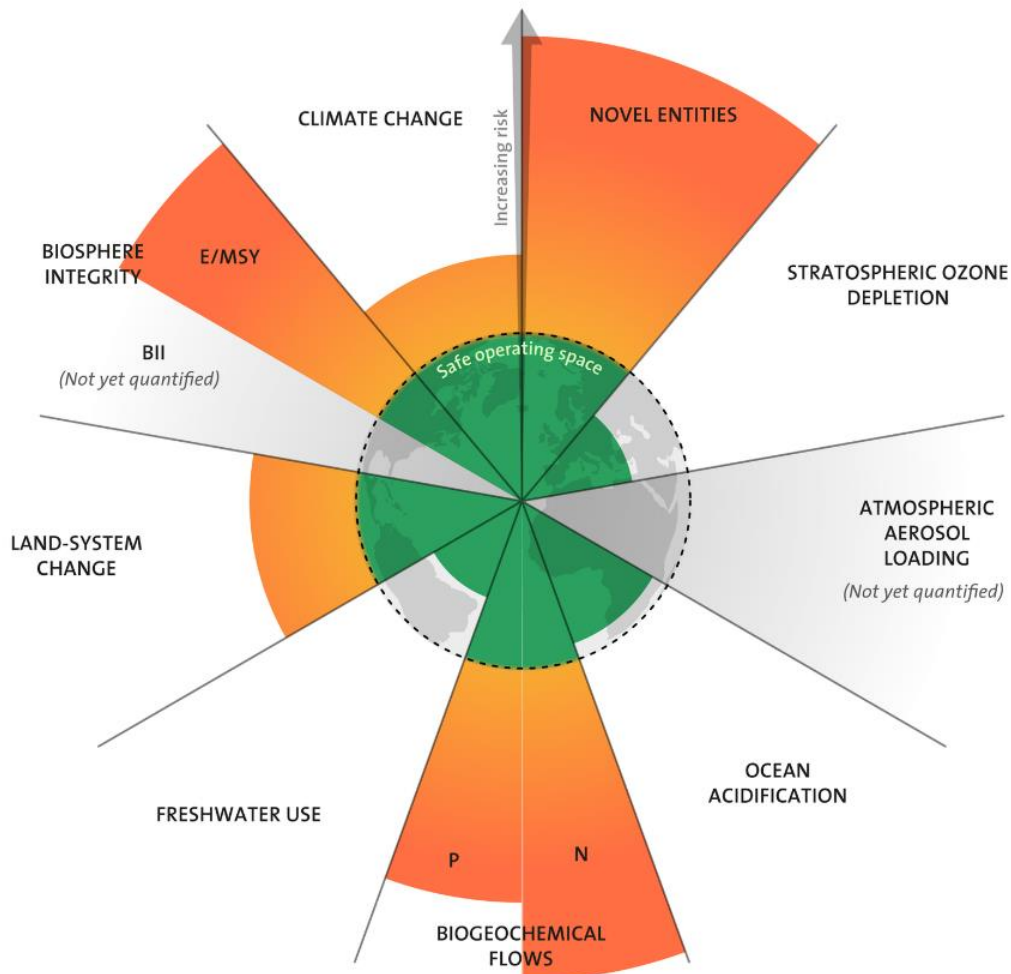 CLIMATE CHANGE
Increasing risk
NOVEL ENTITIES
STRATOSPHERIC OZONE
DEPLETION
ATMOSPHERIC
AEROSOL
LOADING
(Not yet quantified)
OCEAN
ACIDIFICATION
N
P
BIOGEOCHEMICAL
FLOWS
FRESHWATER USE
LAND-SYSTEM
CHANGE
BIOSPHERE
INTEGRITY
E/MSY
BII
(Not yet quantified)
Safe operating space